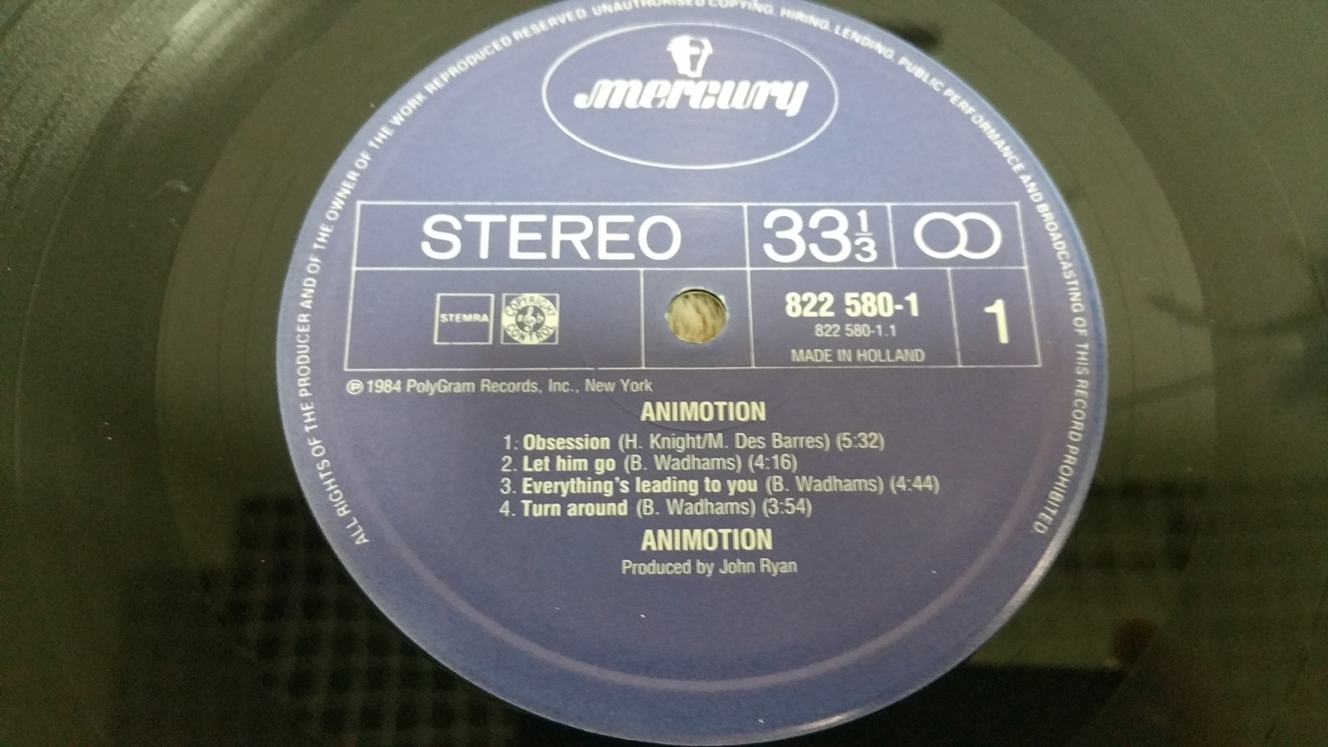 ALL RIGHTS OF THE PRODUCER AND OF THE OWNER OF THE WORK REPRODUCED RESERVED. UNAUTHORISED COPYING, HIRING, LENDING, PUBLIC PERFORMANCE AND BROADCASTING OF THIS RECORD PROHIBITED.
mercury
STEREO 33 1/3
STEMRA COPYRIGHT CONTROL 822 580-1 1
822 580-1.1
MADE IN HOLLAND
℗ 1984 PolyGram Records, Inc., New York
ANIMOTION
1. Obsession (H. Knight/M. Des Barres) (5:32)
2. Let him go (B. Wadhams) (4:16)
3. Everything's leading to you (B. Wadhams) (4:44)
4. Turn around (B. Wadhams) (3:54)
ANIMOTION
Produced by John Ryan